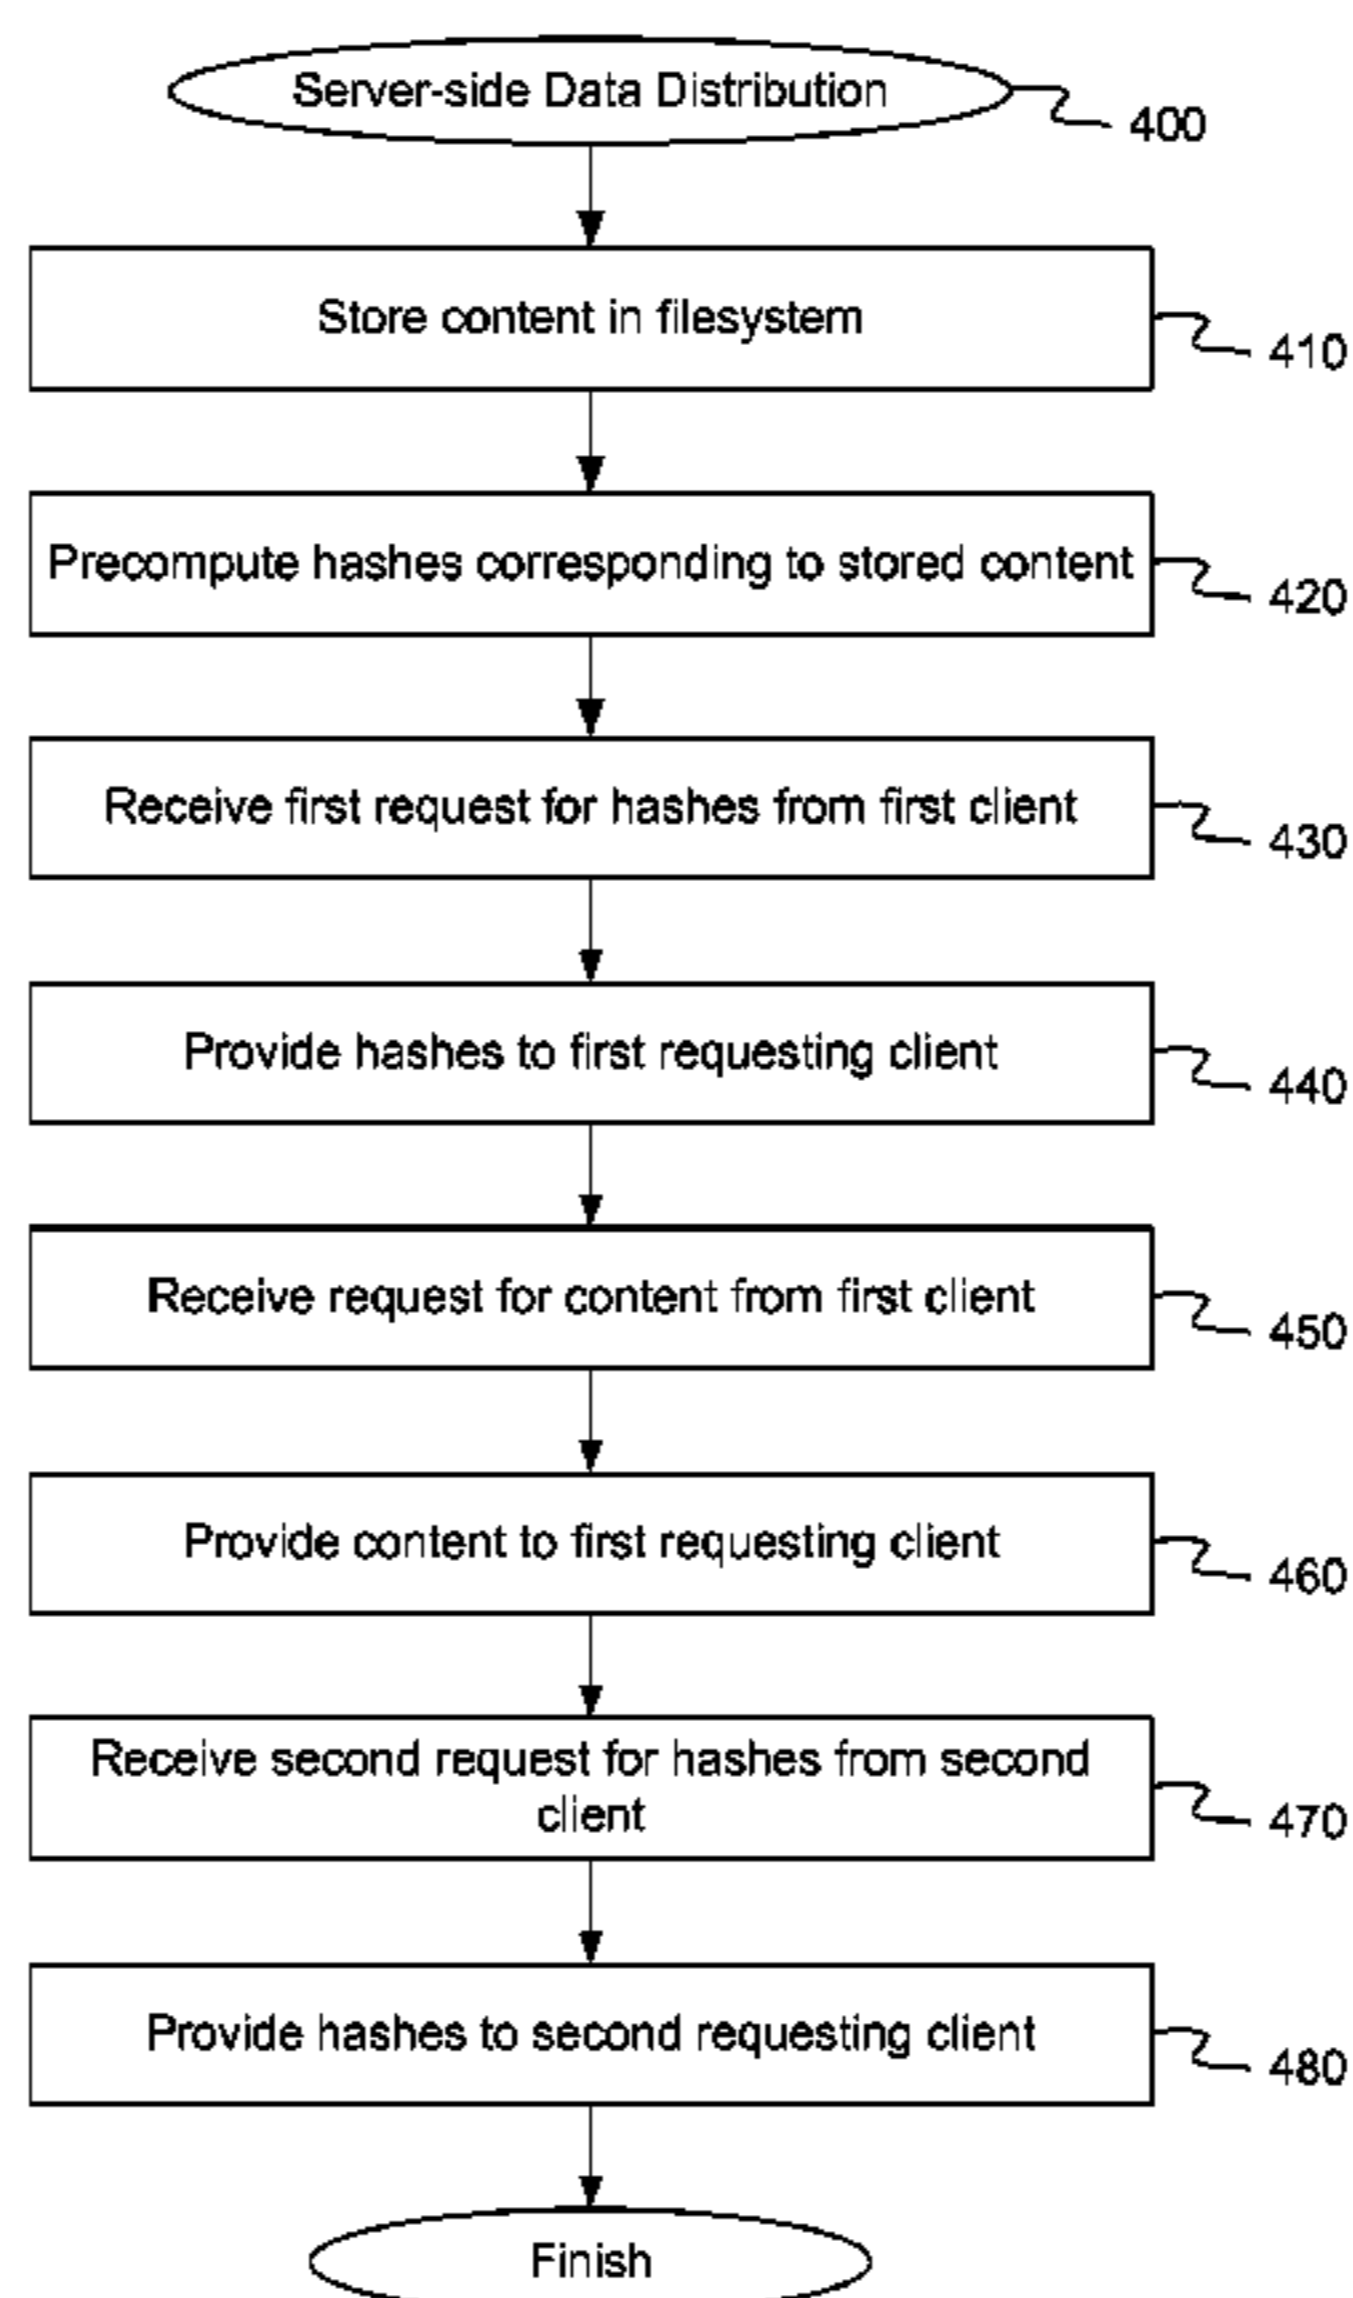 Server-side Data Distribution
400
Store content in filesystem
410
Precompute hashes corresponding to stored content
420
Receive first request for hashes from first client
430
Provide hashes to first requesting client
440
Receive request for content from first client
450
Provide content to first requesting client
460
Receive second request for hashes from second
client
470
Provide hashes to second requesting client
480
Finish